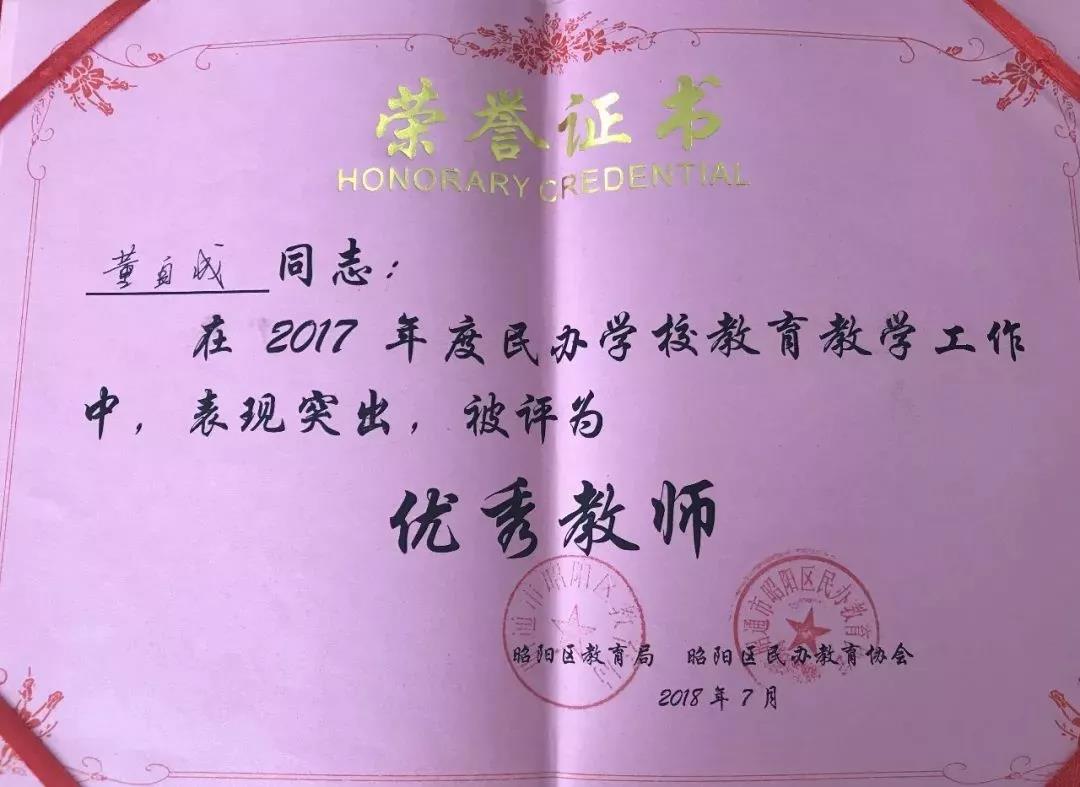 荣誉证书
HONORARY CREDENTIAL
董自成 同志：
在 2017 年度民办学校教育教学工作
中，表现突出，被评为
优秀教师
昭阳区教育局 昭阳区民办教育协会
2018 年 7 月